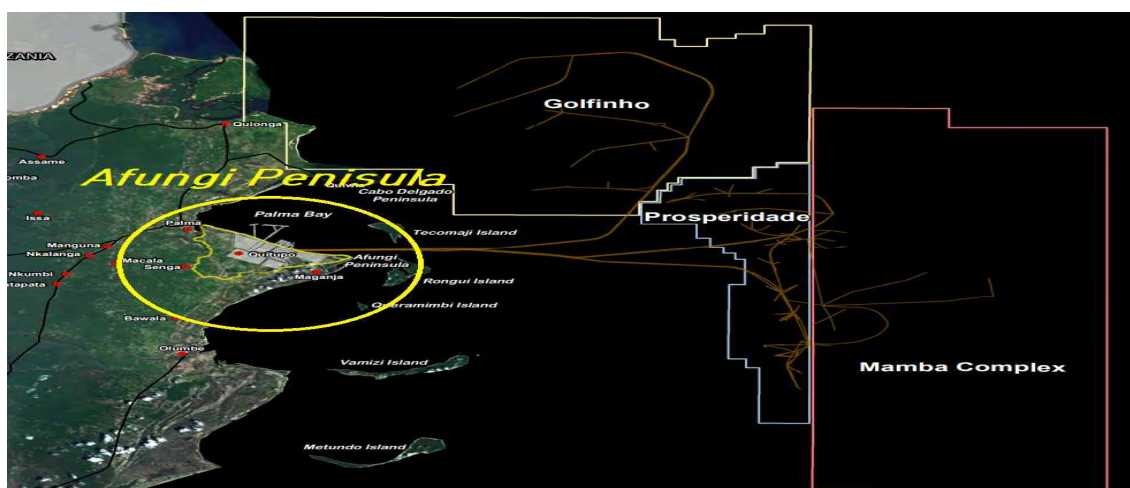 ZANIA
Golfinho
Quionga
Assame
omba
Afungi Penisula
Cabo Delgado
Peninsula
Issa
Palma Bay
Prosperidade
Palma
Tecomaji Island
Manguna
Nkalanga
Macala
Quitupo
Afungi
Peninsula
Senga
Nkumbi
Maganja
Rongui Island
atapata
Queramimbi Island
Bawala
Olumbe
Vamizi Island
Mamba Complex
Metundo Island